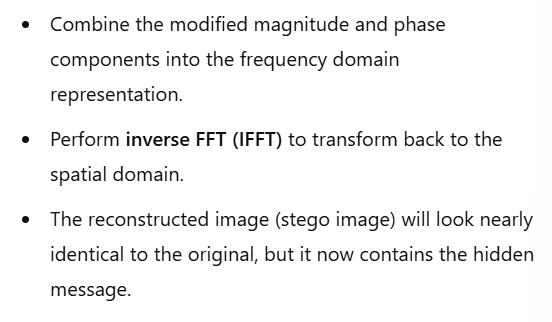 • Combine the modified magnitude and phase
components into the frequency domain
representation.
• Perform inverse FFT (IFFT) to transform back to the
spatial domain.
• The reconstructed image (stego image) will look nearly
identical to the original, but it now contains the hidden
message.